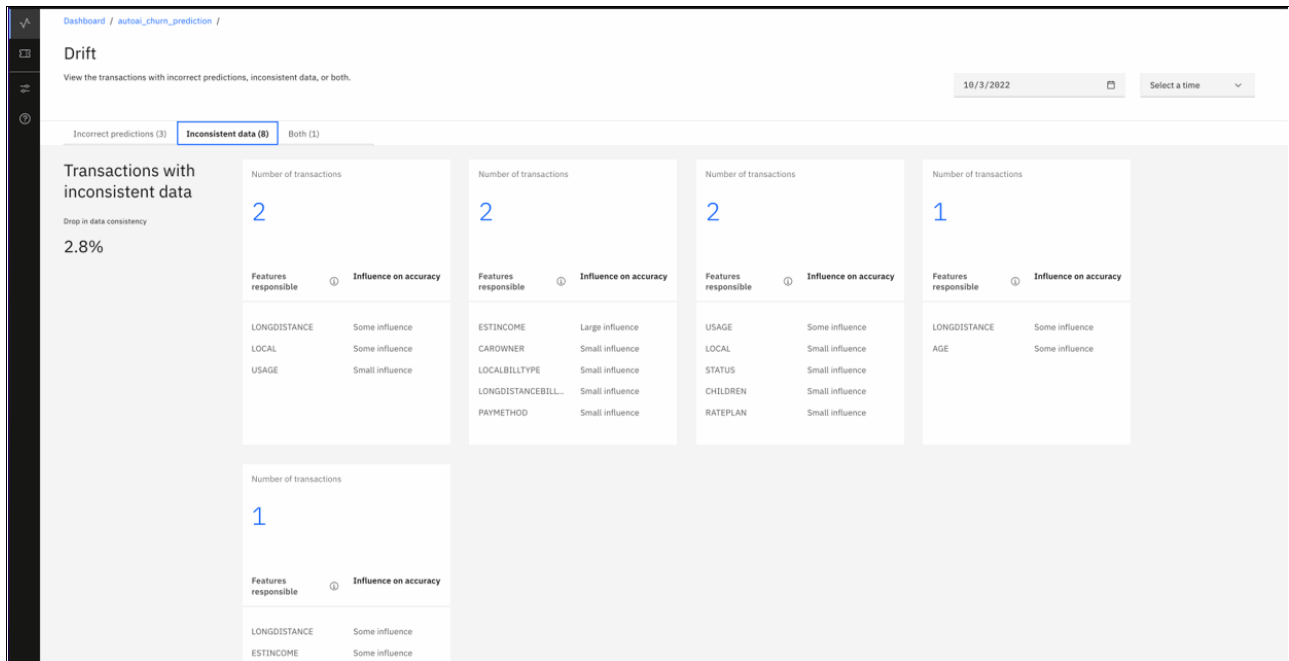 Dashboard / autoai_churn_prediction /
Drift
View the transactions with incorrect predictions, inconsistent data, or both.
10/3/2022 Select a time
Incorrect predictions (3) Inconsistent data (8) Both (1)
Transactions with
inconsistent data
Drop in data consistency
2.8%
Number of transactions
2
Features
responsible
Influence on accuracy
LONGDISTANCE Some influence
LOCAL Some influence
USAGE Small influence
Number of transactions
2
Features
responsible
Influence on accuracy
ESTINCOME Large influence
CAROWNER Small influence
LOCALBILLTYPE Small influence
LONGDISTANCEBILL... Small influence
PAYMETHOD Small influence
Number of transactions
2
Features
responsible
Influence on accuracy
USAGE Some influence
LOCAL Small influence
STATUS Small influence
CHILDREN Small influence
RATEPLAN Small influence
Number of transactions
1
Features
responsible
Influence on accuracy
LONGDISTANCE Some influence
AGE Some influence
Number of transactions
1
Features
responsible
Influence on accuracy
LONGDISTANCE Some influence
ESTINCOME Some influence